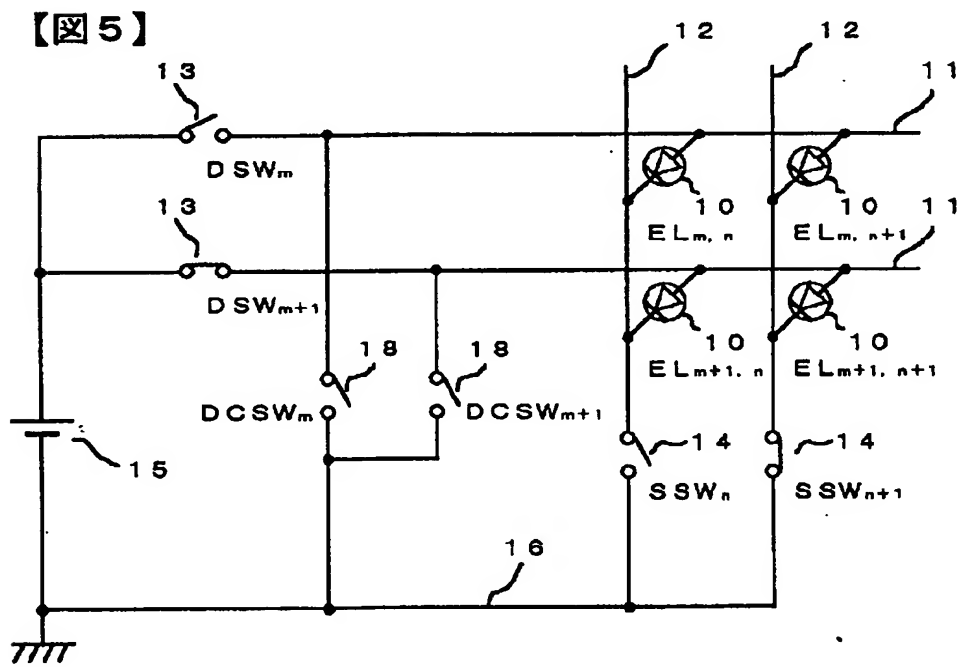 【図5】
12 12
13 11
DSWm
13 10 10
ELm, n ELm, n+1 11
DSWm+1
18 18 10 10
ELm+1, n ELm+1, n+1
DCSWm DCSWm+1
15 14 14
SSWn SSWn+1
16